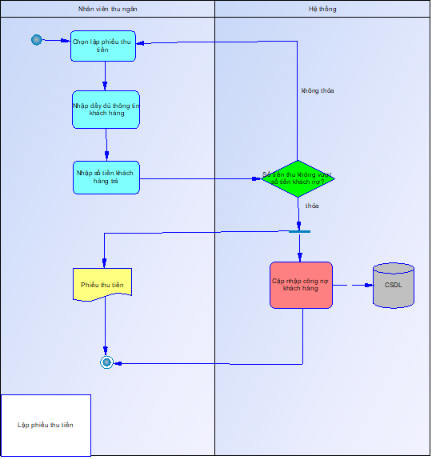 Nhân viên thu ngân
Hệ thống
Chọn lập phiếu thu
tiền
không thỏa
Nhập đầy đủ thông tin
khách hàng
Nhập số tiền khách
hàng trả
Số tiền thu không vượt
số tiền khách nợ ?
thỏa
Phiếu thu tiền
Cập nhập công nợ
khách hàng
CSDL
Lập phiếu thu tiền